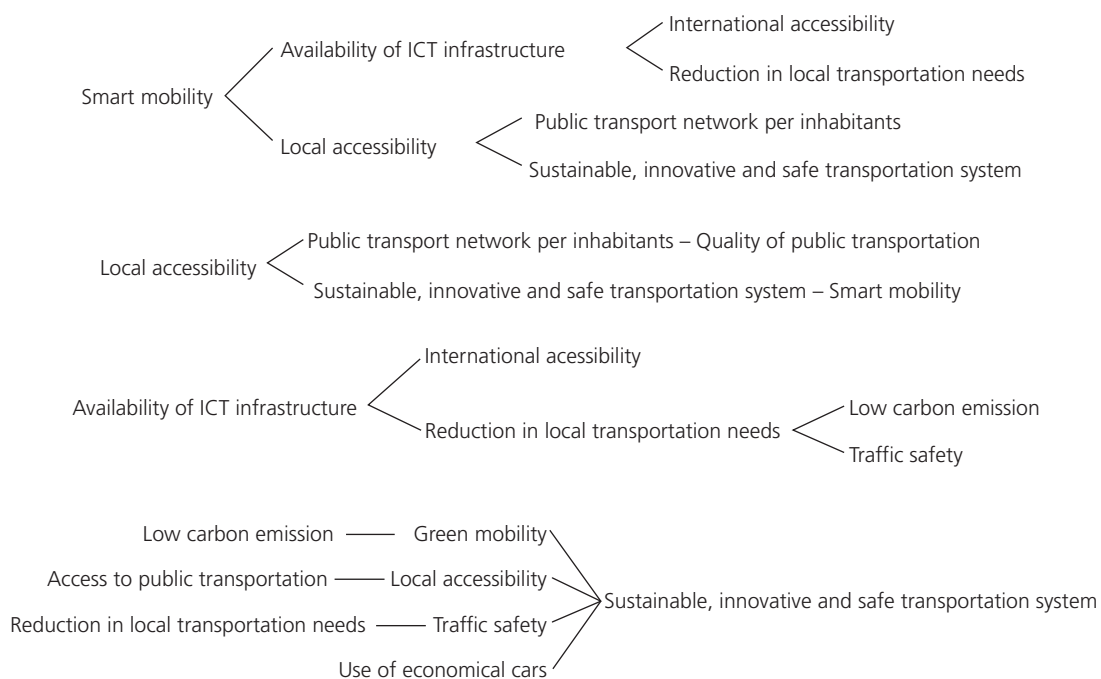 International accessibility
Availability of ICT infrastructure
Reduction in local transportation needs
Smart mobility
Public transport network per inhabitants
Local accessibility
Sustainable, innovative and safe transportation system
Public transport network per inhabitants – Quality of public transportation
Local accessibility
Sustainable, innovative and safe transportation system – Smart mobility
International acessibility
Availability of ICT infrastructure
Low carbon emission
Reduction in local transportation needs
Traffic safety
Low carbon emission Green mobility
Access to public transportation Local accessibility
Sustainable, innovative and safe transportation system
Reduction in local transportation needs Traffic safety
Use of economical cars